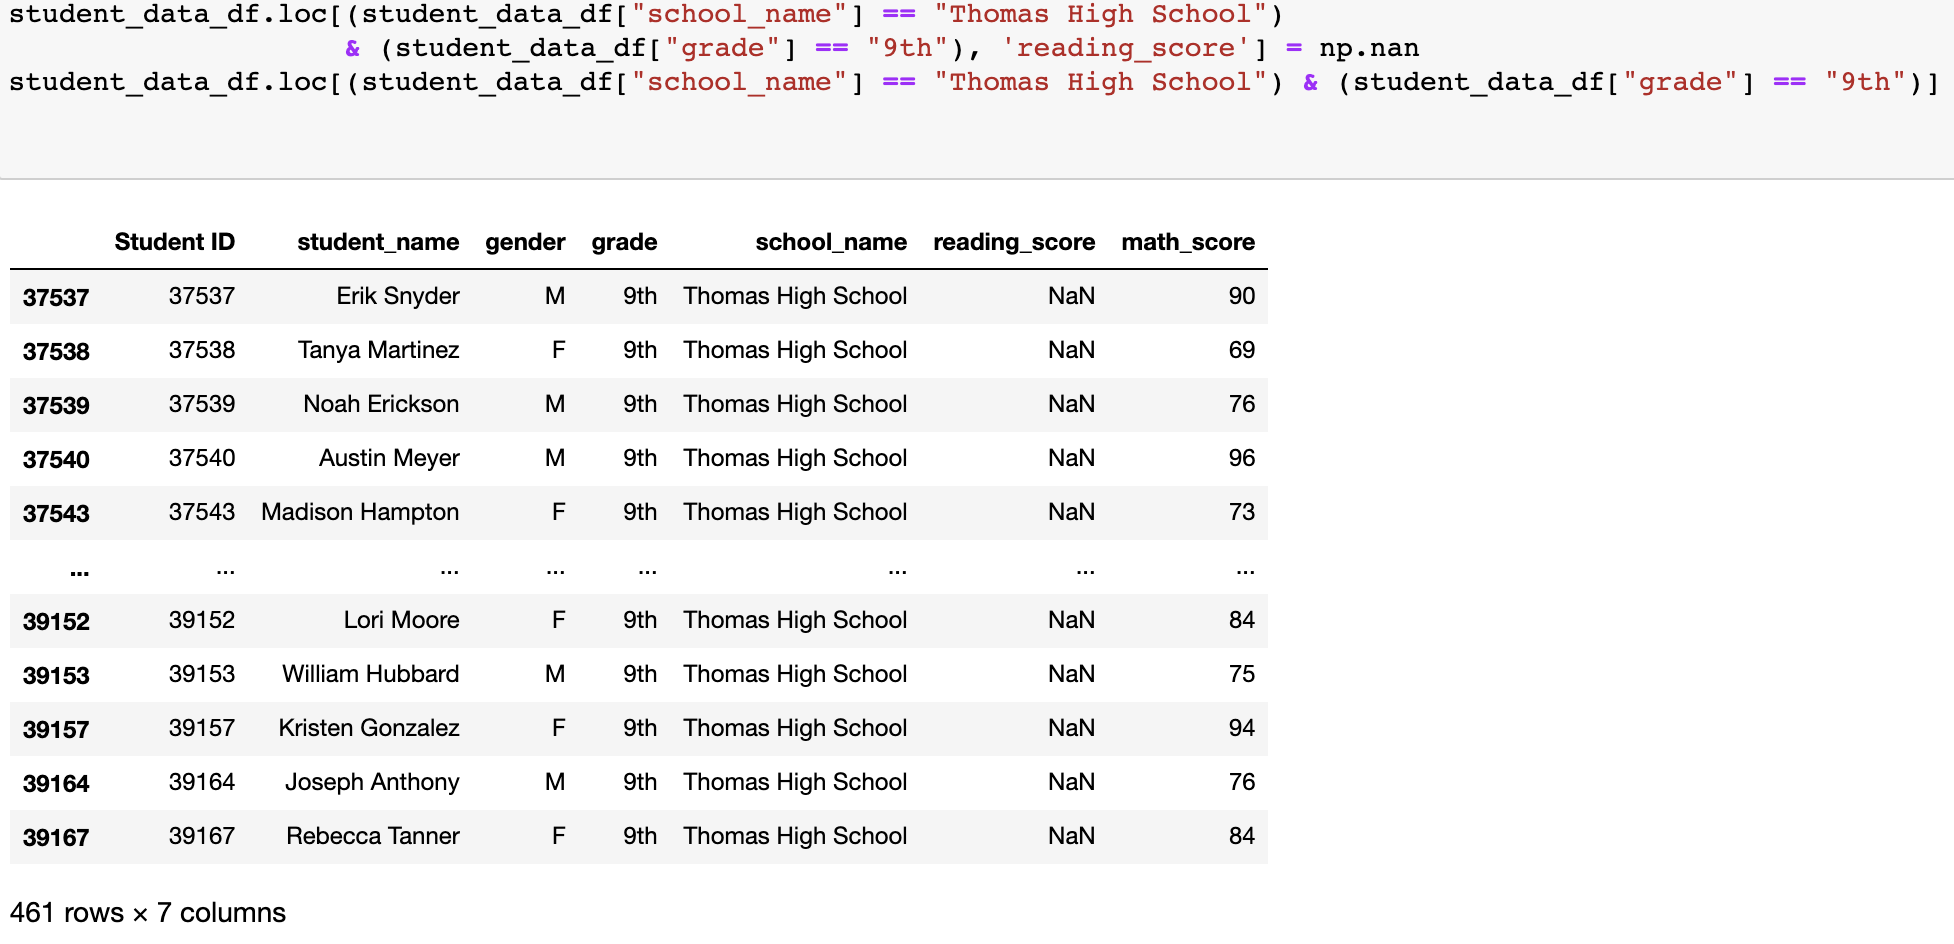 student_data_df.loc[(student_data_df["school_name"] == "Thomas High School")
& (student_data_df["grade"] == "9th"), 'reading_score'] = np.nan
student_data_df.loc[(student_data_df["school_name"] == "Thomas High School") & (student_data_df["grade"] == "9th")]
Student ID student_name gender grade school_name reading_score math_score
37537 37537 Erik Snyder M 9th Thomas High School NaN 90
37538 37538 Tanya Martinez F 9th Thomas High School NaN 69
37539 37539 Noah Erickson M 9th Thomas High School NaN 76
37540 37540 Austin Meyer M 9th Thomas High School NaN 96
37543 37543 Madison Hampton F 9th Thomas High School NaN 73
... ... ... ... ... ... ... ...
39152 39152 Lori Moore F 9th Thomas High School NaN 84
39153 39153 William Hubbard M 9th Thomas High School NaN 75
39157 39157 Kristen Gonzalez F 9th Thomas High School NaN 94
39164 39164 Joseph Anthony M 9th Thomas High School NaN 76
39167 39167 Rebecca Tanner F 9th Thomas High School NaN 84
461 rows × 7 columns